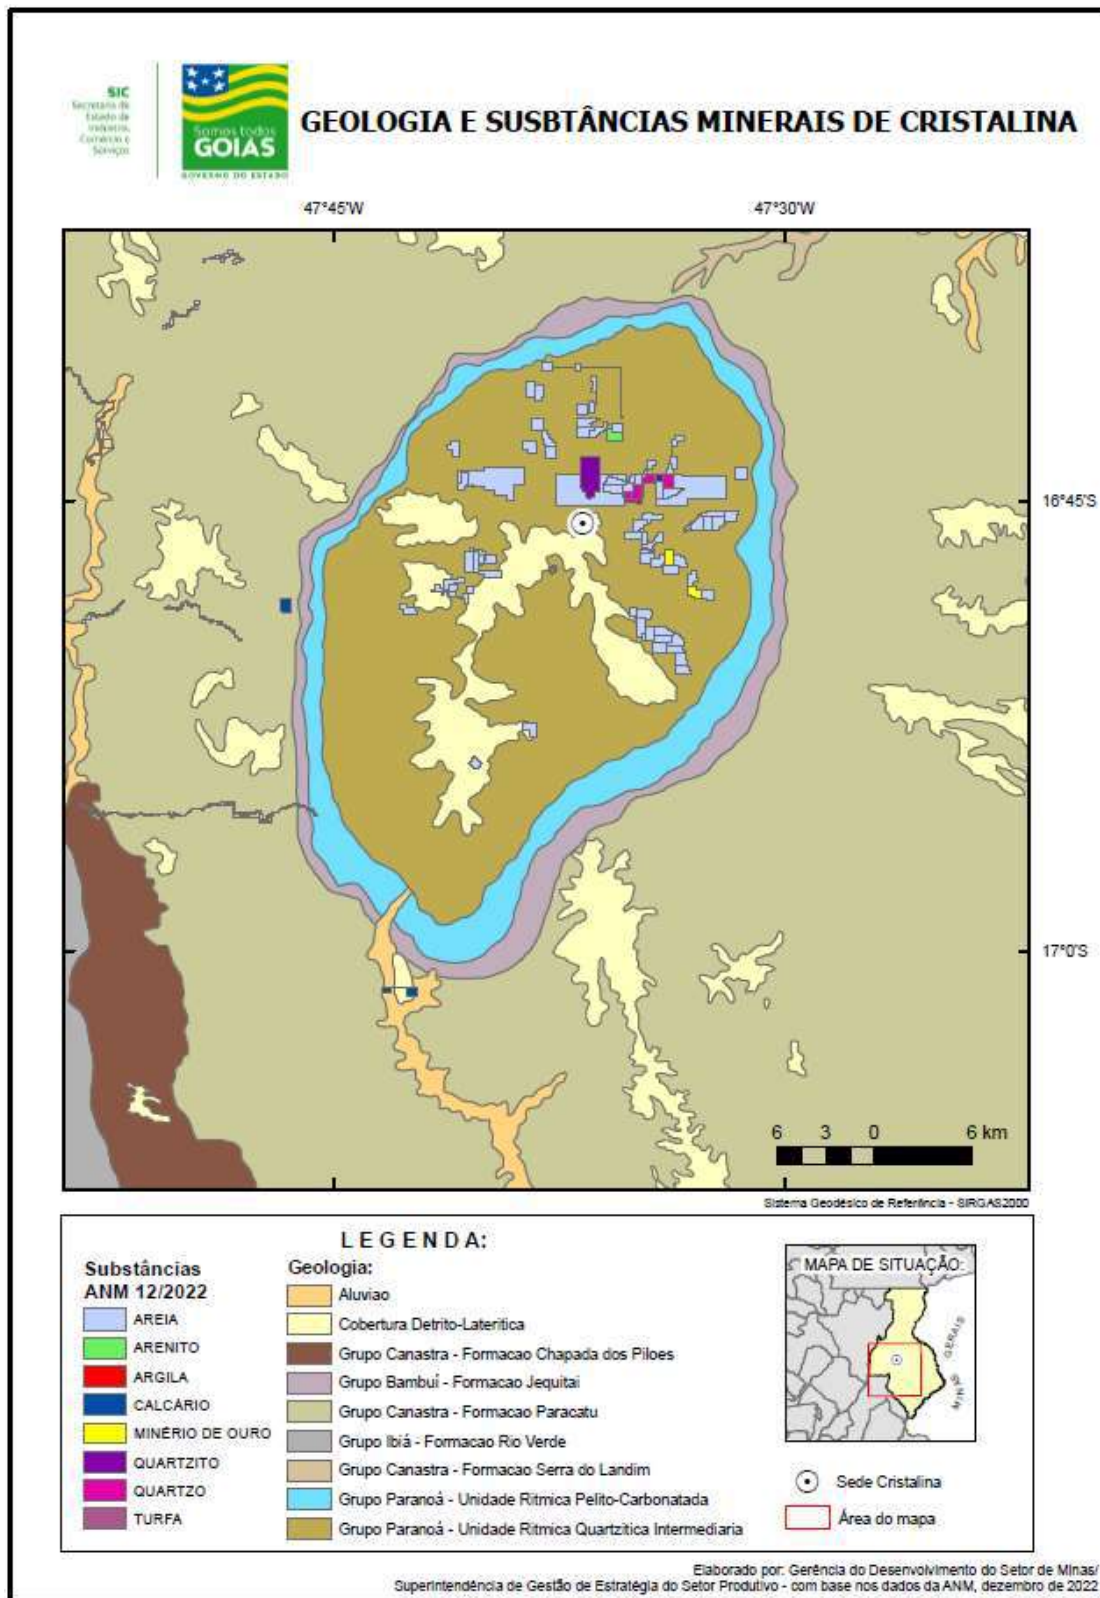 SIC
Secretaria de
Estado de
Indústria,
Comércio e
Serviços
Somos todos
GOIÁS
GOVERNO DO ESTADO
GEOLOGIA E SUSBTÂNCIAS MINERAIS DE CRISTALINA
47°45'W
47°30'W
16°45'S
17°0'S
6 3 0 6 km
Sistema Geodésico de Referência - SIRGAS2000
LEGENDA:
Substâncias
ANM 12/2022
AREIA
ARENITO
ARGILA
CALCÁRIO
MINÉRIO DE OURO
QUARTZITO
QUARTZO
TURFA
Geologia:
Aluviao
Cobertura Detrito-Lateritica
Grupo Canastra - Formacao Chapada dos Piloes
Grupo Bambuí - Formacao Jequitai
Grupo Canastra - Formacao Paracatu
Grupo Ibiá - Formacao Rio Verde
Grupo Canastra - Formacao Serra do Landim
Grupo Paranoá - Unidade Ritmica Pelito-Carbonatada
Grupo Paranoá - Unidade Ritmica Quartzitica Intermediaria
MAPA DE SITUAÇÃO:
MINAS
GERAIS
Sede Cristalina
Área do mapa
Elaborado por: Gerência do Desenvolvimento do Setor de Minas/
Superintendência de Gestão de Estratégia do Setor Produtivo - com base nos dados da ANM, dezembro de 2022